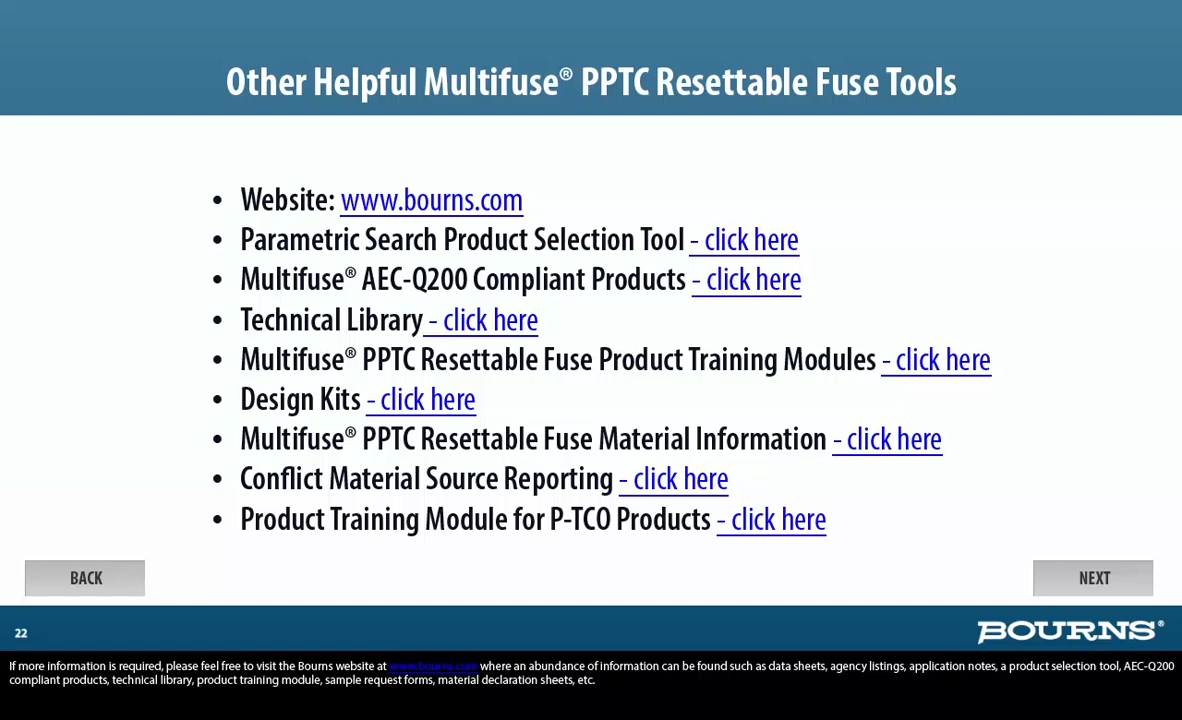 Other Helpful Multifuse® PPTC Resettable Fuse Tools
• Website: www.bourns.com
• Parametric Search Product Selection Tool - click here
• Multifuse® AEC-Q200 Compliant Products - click here
• Technical Library - click here
• Multifuse® PPTC Resettable Fuse Product Training Modules - click here
• Design Kits - click here
• Multifuse® PPTC Resettable Fuse Material Information - click here
• Conflict Material Source Reporting - click here
• Product Training Module for P-TCO Products - click here
BACK
NEXT
22
BOURNS®
If more information is required, please feel free to visit the Bourns website at www.bourns.com where an abundance of information can be found such as data sheets, agency listings, application notes, a product selection tool, AEC-Q200
compliant products, technical library, product training module, sample request forms, material declaration sheets, etc.